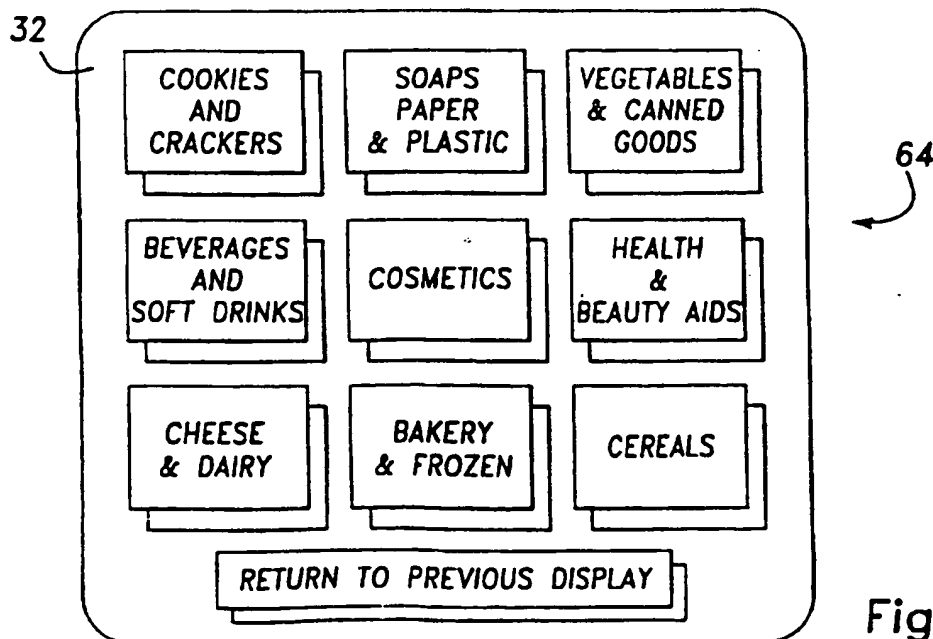 32
COOKIES
AND
CRACKERS
SOAPS
PAPER
& PLASTIC
VEGETABLES
& CANNED
GOODS
64
BEVERAGES
AND
SOFT DRINKS
COSMETICS
HEALTH
&
BEAUTY AIDS
CHEESE
& DAIRY
BAKERY
& FROZEN
CEREALS
RETURN TO PREVIOUS DISPLAY
Fig